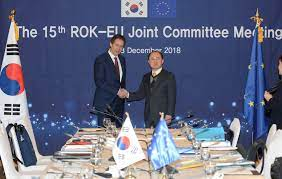 The 15th ROK-EU Joint Committee Meeting
December 2018